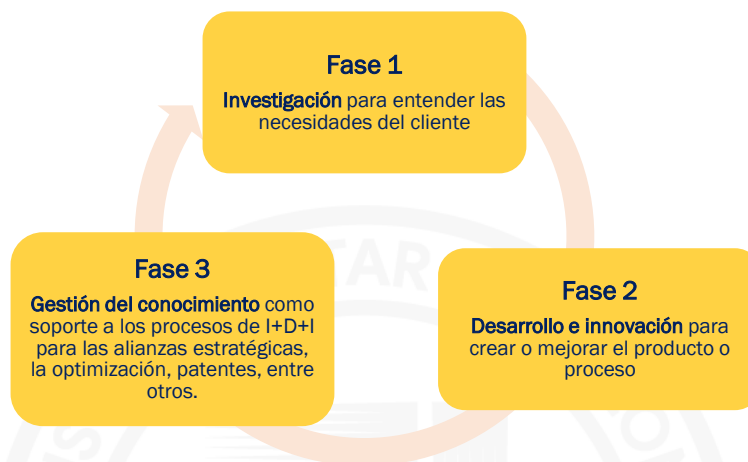 Fase 1
Investigación para entender las
necesidades del cliente
Fase 2
Desarrollo e innovación para
crear o mejorar el producto o
proceso
Fase 3
Gestión del conocimiento como
soporte a los procesos de I+D+I
para las alianzas estratégicas,
la optimización, patentes, entre
otros.